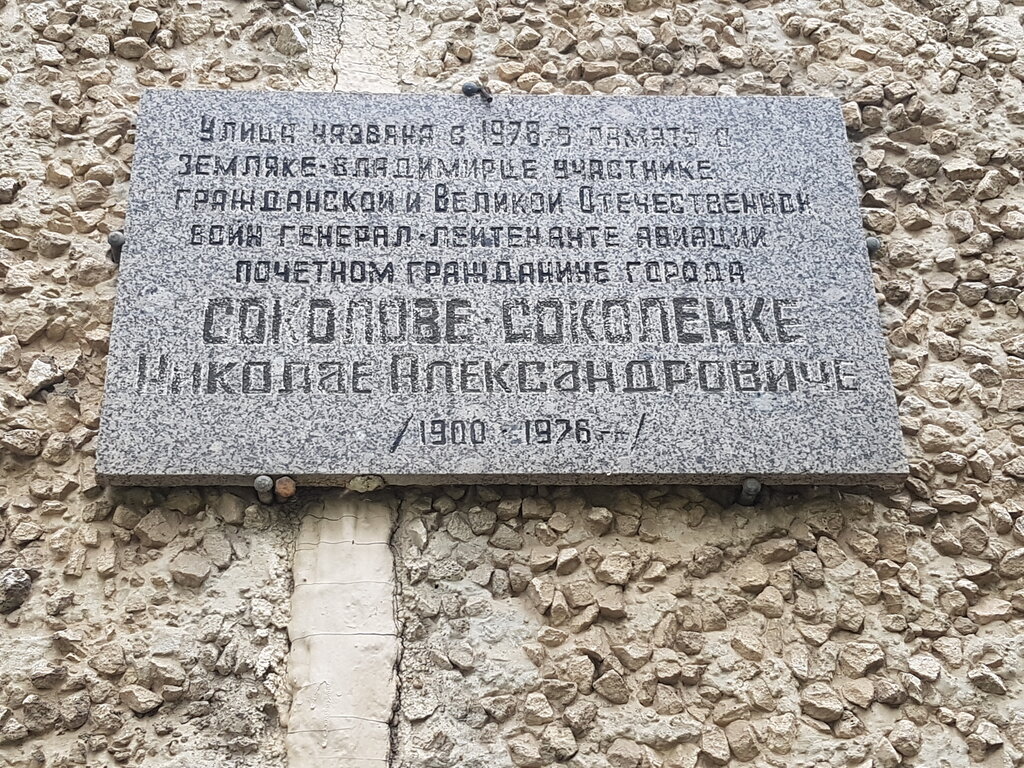 Улица названа в 1978 в память о
земляке-владимирце участнике
гражданской и Великой Отечественной
войн генерал-лейтенанте авиации
почетном гражданине города
Соколове-Соколенке
Николае Александровиче
/1900 - 1976 гг/